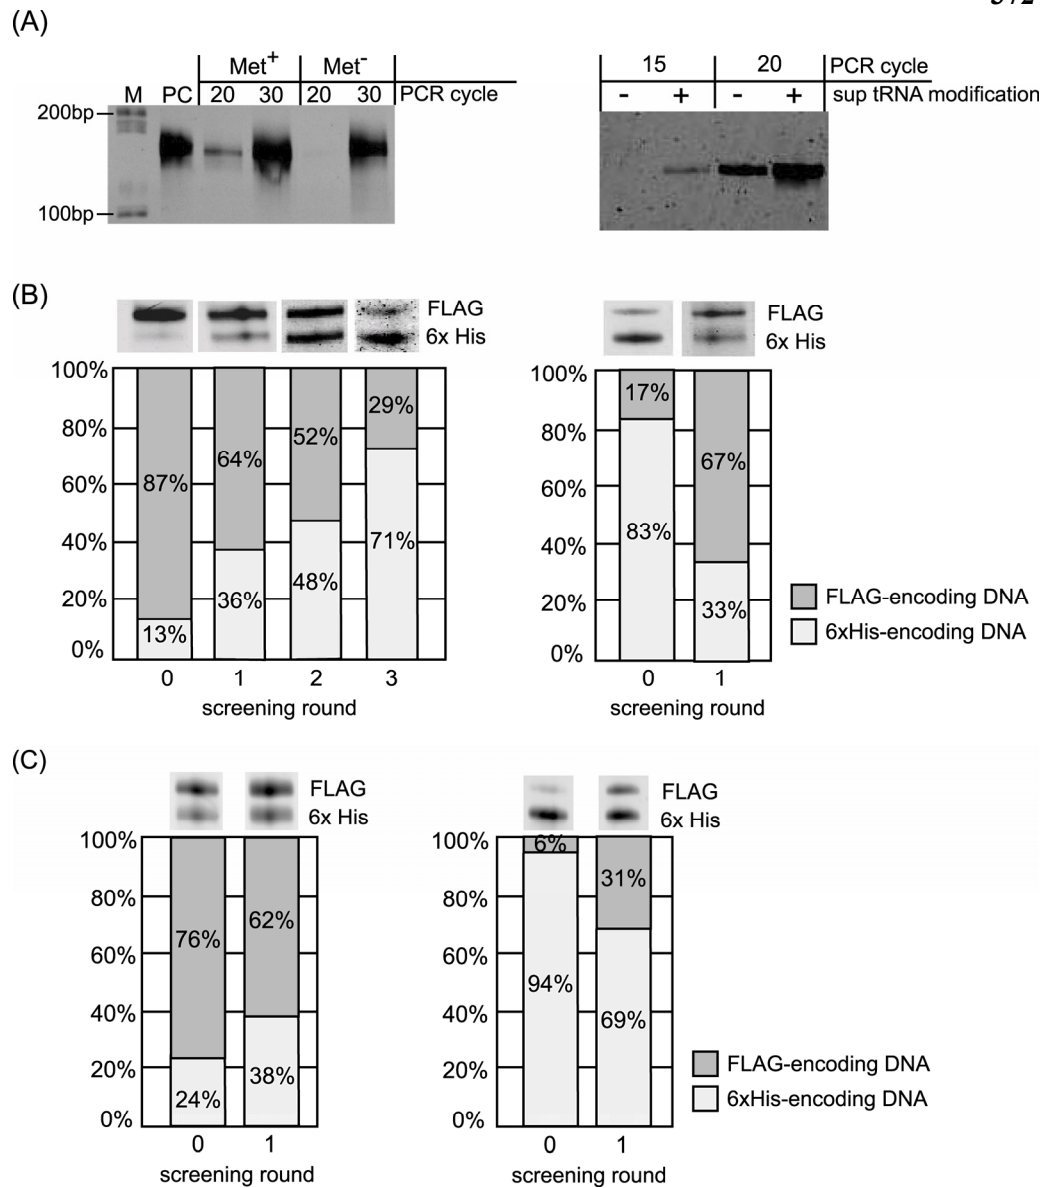 (A)
Met+ Met-
M PC 20 30 20 30 PCR cycle
200bp
100bp
15 20 PCR cycle
- + - + sup tRNA modification
(B)
FLAG
6x His
100%
80%
60%
40%
20%
0%
87%
13%
64%
36%
52%
48%
29%
71%
0 1 2 3
screening round
FLAG
6x His
100%
80%
60%
40%
20%
0%
17%
83%
67%
33%
0 1
screening round
FLAG-encoding DNA
6xHis-encoding DNA
(C)
FLAG
6x His
100%
80%
60%
40%
20%
0%
76%
24%
62%
38%
0 1
screening round
FLAG
6x His
100%
80%
60%
40%
20%
0%
6%
94%
31%
69%
0 1
screening round
FLAG-encoding DNA
6xHis-encoding DNA